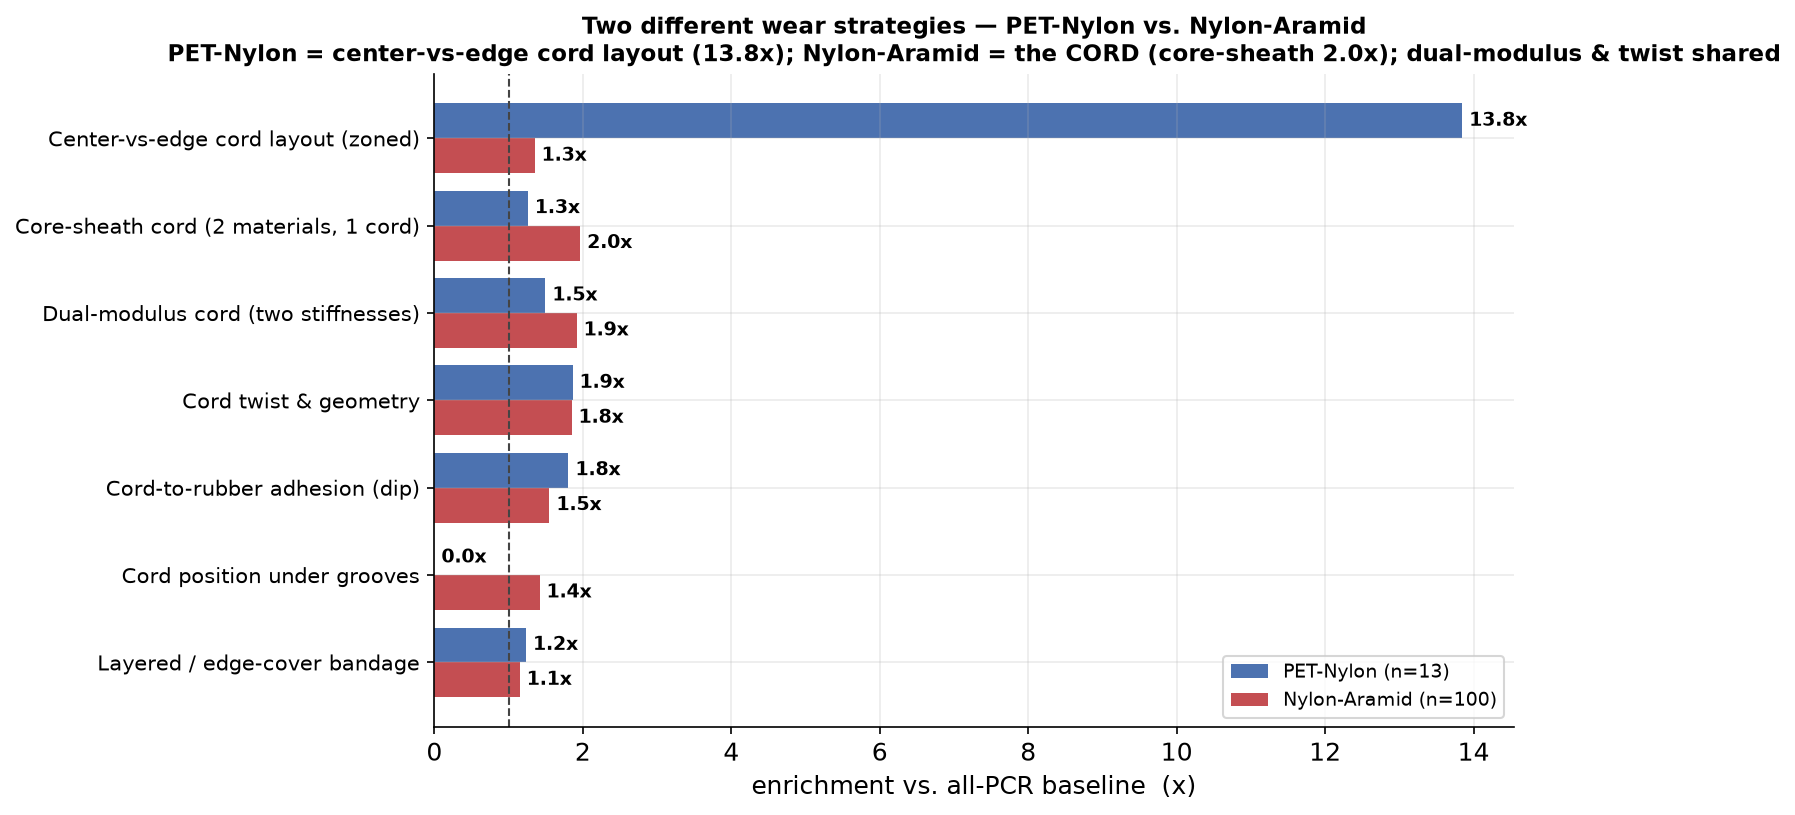 Two different wear strategies — PET-Nylon vs. Nylon-Aramid
PET-Nylon = center-vs-edge cord layout (13.8x); Nylon-Aramid = the CORD (core-sheath 2.0x); dual-modulus & twist shared
Center-vs-edge cord layout (zoned)
13.8x
1.3x
Core-sheath cord (2 materials, 1 cord)
1.3x
2.0x
Dual-modulus cord (two stiffnesses)
1.5x
1.9x
Cord twist & geometry
1.9x
1.8x
Cord-to-rubber adhesion (dip)
1.8x
1.5x
Cord position under grooves
0.0x
1.4x
Layered / edge-cover bandage
1.2x
1.1x
PET-Nylon (n=13)
Nylon-Aramid (n=100)
0 2 4 6 8 10 12 14
enrichment vs. all-PCR baseline (x)